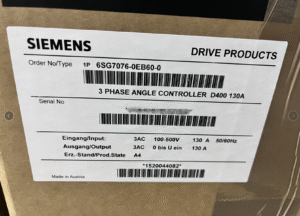 SIEMENS DRIVE PRODUCTS
Order No/Type 1P 6SG7076-0EB60-0
3 PHASE ANGLE CONTROLLER D400 130A
Serial No
Eingang/Input: 3AC 100-500V 130 A 50/60Hz
Ausgang/Output 3AC 0 bis U ein 130 A
Erz.-Stand/Prod.State A4
*1520044082*
Made in Austria